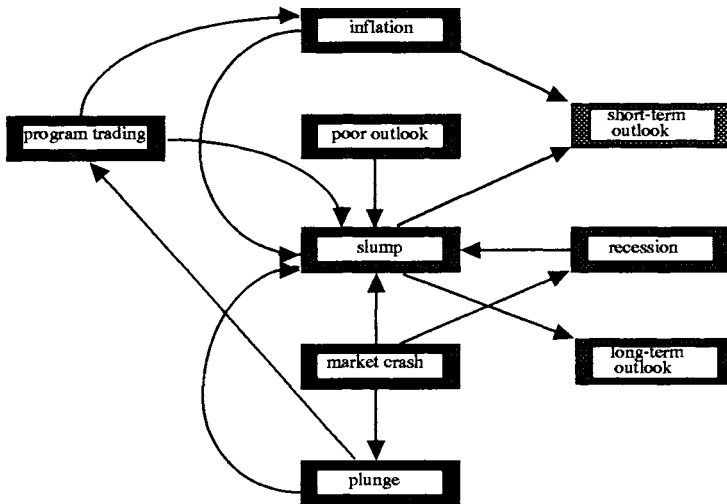 inflation
program trading
poor outlook
short-term
outlook
slump
recession
market crash
long-term
outlook
plunge